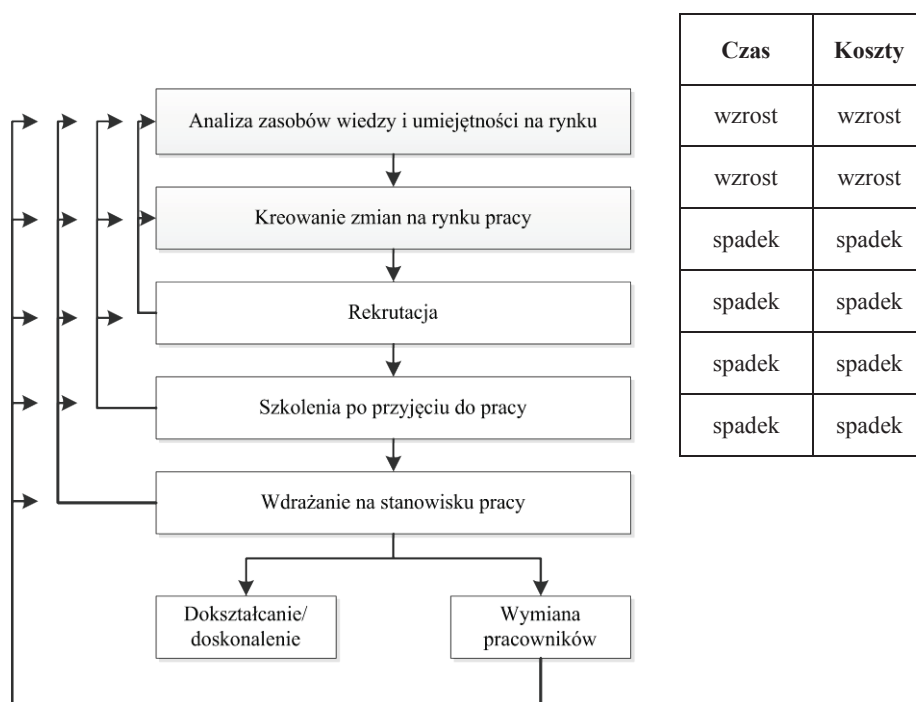 Czas Koszty
Analiza zasobów wiedzy i umiejętności na rynku
wzrost wzrost
wzrost wzrost
Kreowanie zmian na rynku pracy
spadek spadek
Rekrutacja
spadek spadek
spadek spadek
Szkolenia po przyjęciu do pracy
spadek spadek
Wdrażanie na stanowisku pracy
Dokształcanie/
doskonalenie
Wymiana
pracowników